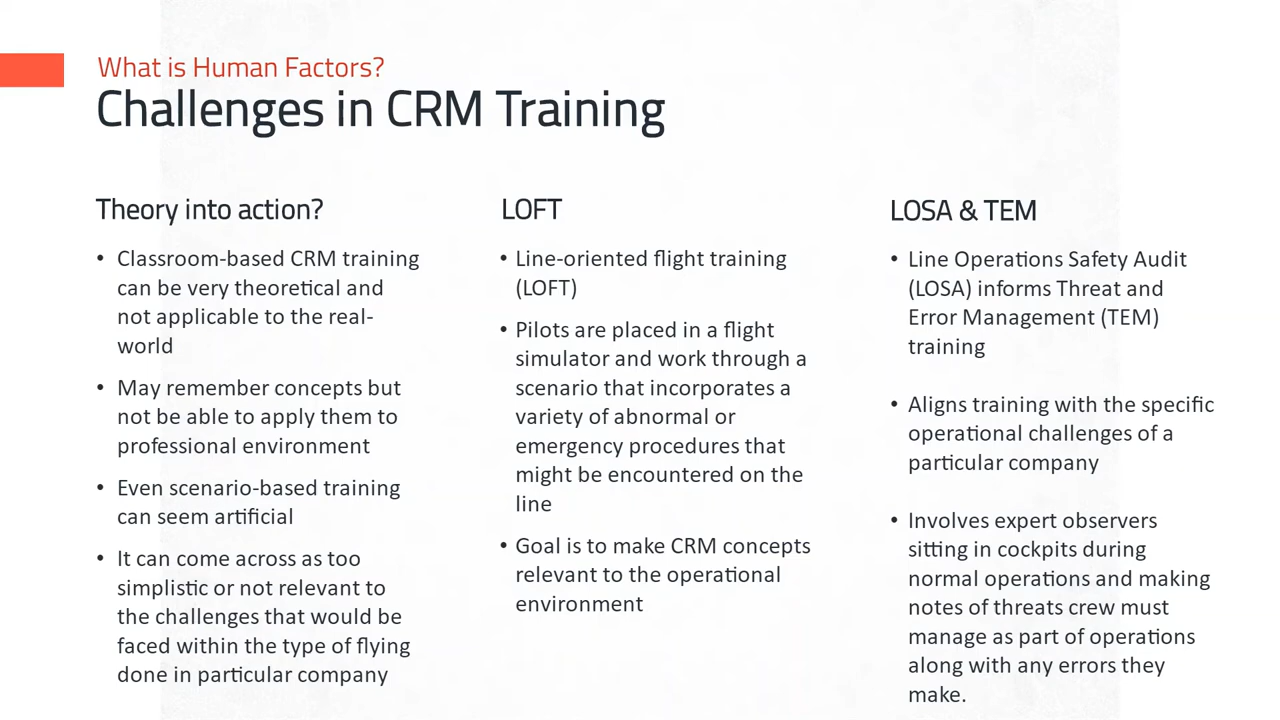 What is Human Factors?
Challenges in CRM Training
Theory into action?
• Classroom-based CRM training
can be very theoretical and
not applicable to the real-
world
• May remember concepts but
not be able to apply them to
professional environment
• Even scenario-based training
can seem artificial
• It can come across as too
simplistic or not relevant to
the challenges that would be
faced within the type of flying
done in particular company
LOFT
• Line-oriented flight training
(LOFT)
• Pilots are placed in a flight
simulator and work through a
scenario that incorporates a
variety of abnormal or
emergency procedures that
might be encountered on the
line
• Goal is to make CRM concepts
relevant to the operational
environment
LOSA & TEM
• Line Operations Safety Audit
(LOSA) informs Threat and
Error Management (TEM)
training
• Aligns training with the specific
operational challenges of a
particular company
• Involves expert observers
sitting in cockpits during
normal operations and making
notes of threats crew must
manage as part of operations
along with any errors they
make.